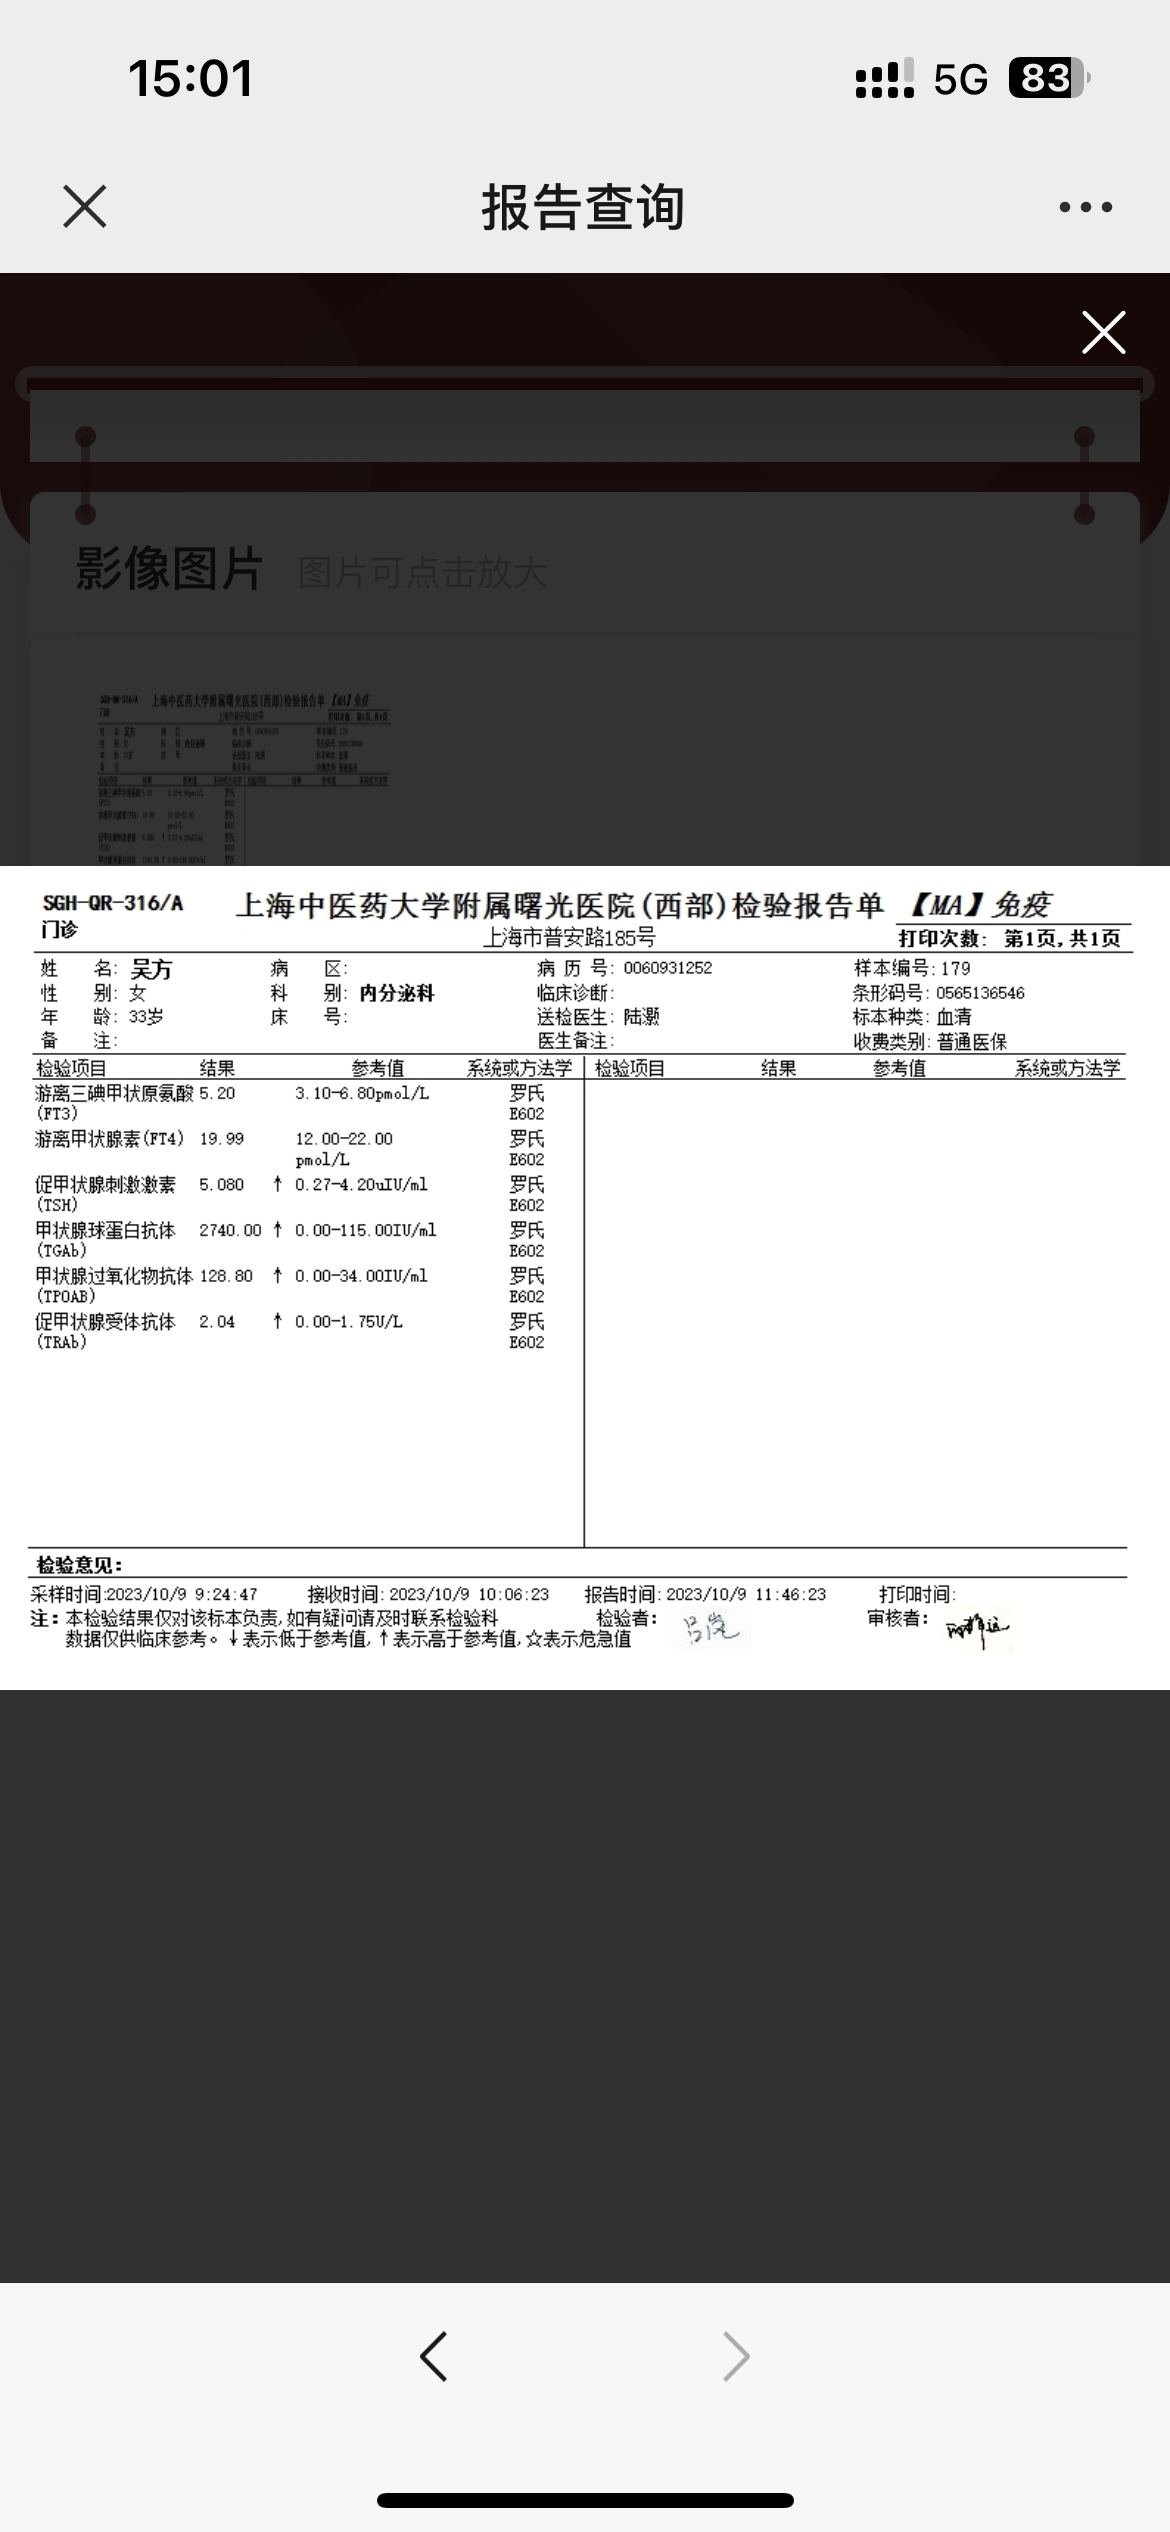 15:01
5G 83
报告查询
影像图片 图片可点击放大
SGH-QR-316/A 上海中医药大学附属曙光医院(西部)检验报告单 【MA】免疫
门诊 上海市普安路185号 打印次数: 第1页,共1页
姓 名: 吴方 病 区: 病 历 号: 0060931252 样本编号: 179
性 别: 女 科 别: 内分泌科 临床诊断: 条形码号: 0565136546
年 龄: 33岁 床 号: 送检医生: 陆灏 标本种类: 血清
备 注: 医生备注: 收费类别: 普通医保
检验项目 结果 参考值 系统或方法学 检验项目 结果 参考值 系统或方法学
游离三碘甲状原氨酸 5.20 3.10-6.80pmol/L 罗氏
(FT3) E602
游离甲状腺素(FT4) 19.99 12.00-22.00 罗氏
pmol/L E602
促甲状腺刺激激素 5.080 ↑ 0.27-4.20uIU/ml 罗氏
(TSH) E602
甲状腺球蛋白抗体 2740.00 ↑ 0.00-115.00IU/ml 罗氏
(TGAb) E602
甲状腺过氧化物抗体 128.80 ↑ 0.00-34.00IU/ml 罗氏
(TPOAB) E602
促甲状腺受体抗体 2.04 ↑ 0.00-1.75U/L 罗氏
(TRAb) E602
检验意见:
采样时间:2023/10/9 9:24:47 接收时间: 2023/10/9 10:06:23 报告时间: 2023/10/9 11:46:23 打印时间:
注: 本检验结果仅对该标本负责,如有疑问请及时联系检验科 检验者: 审核者:
数据仅供临床参考。↓表示低于参考值,↑表示高于参考值,☆表示危急值